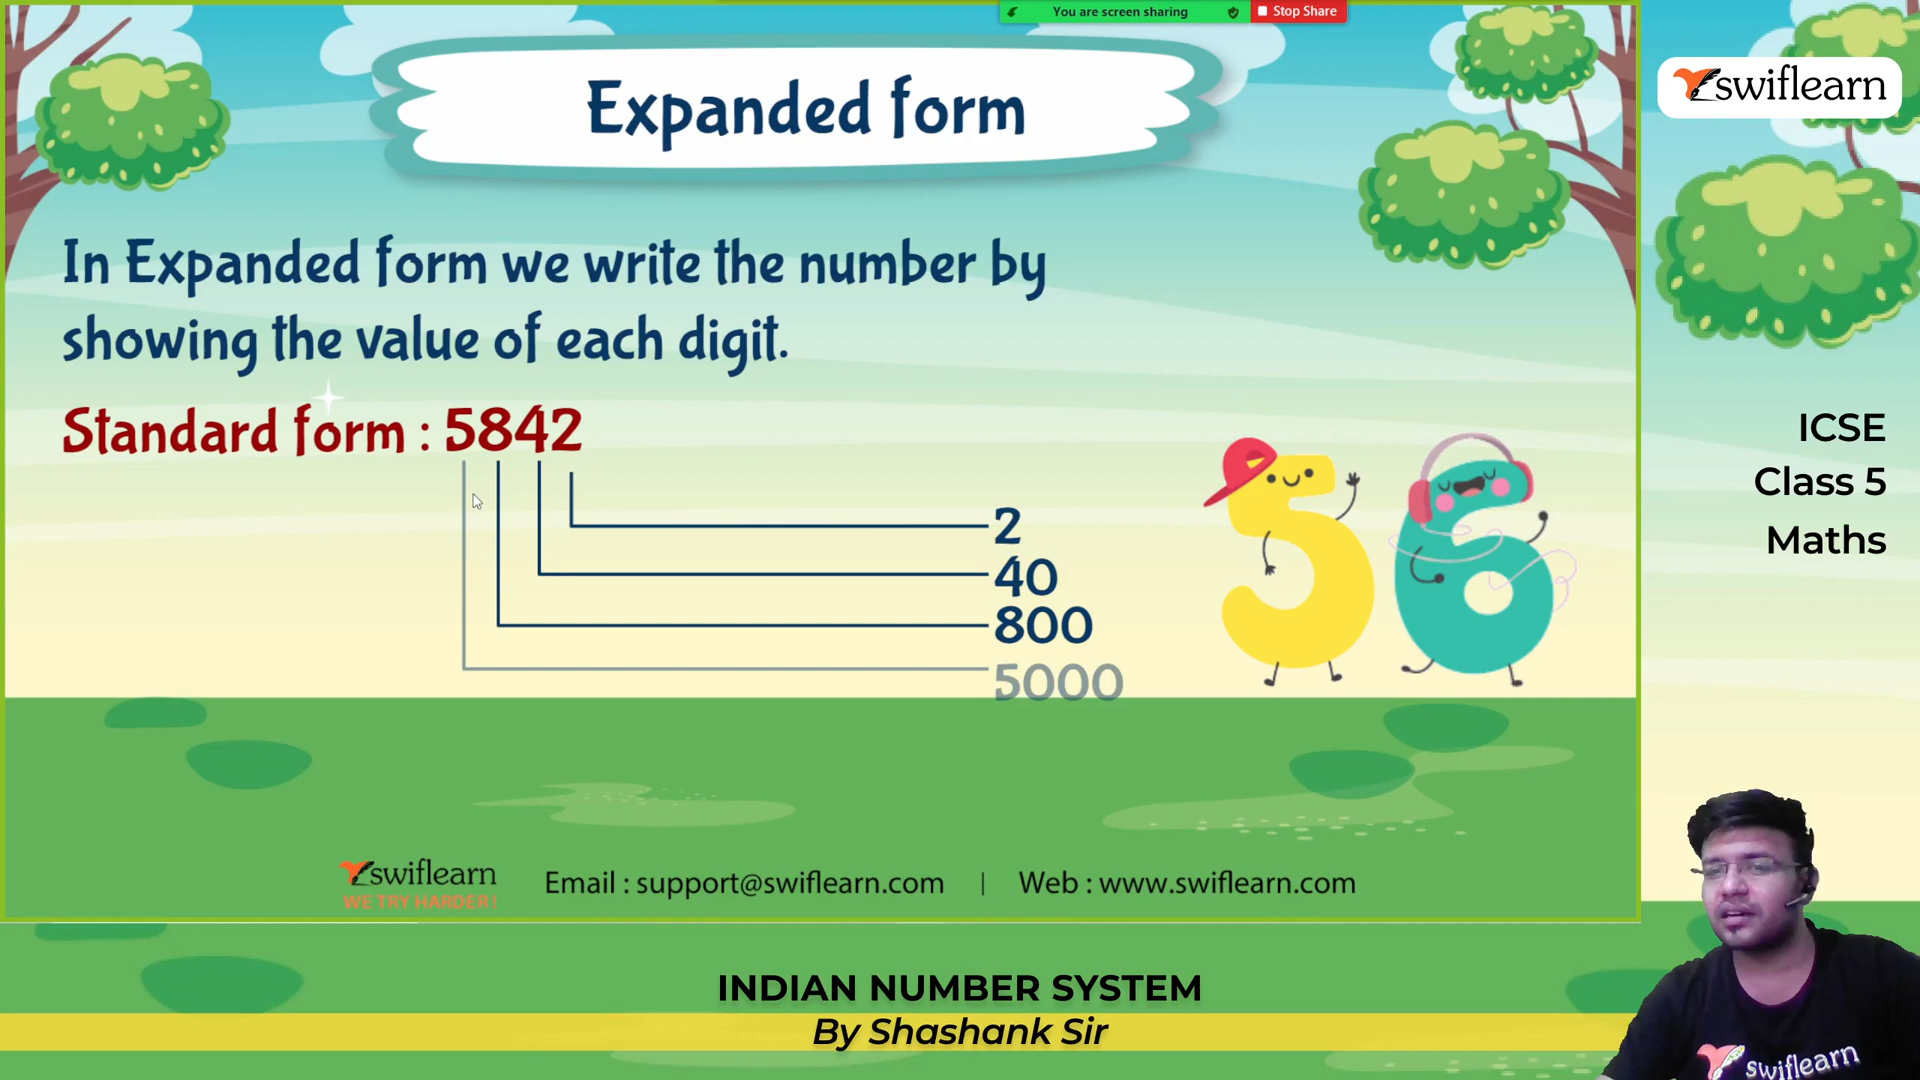 You are screen sharing
Stop Share
Expanded form
swiflearn
In Expanded form we write the number by
showing the value of each digit.
Standard form : 5842
2
40
800
5000
ICSE
Class 5
Maths
swiflearn
WE TRY HARDER!
Email : support@swiflearn.com | Web : www.swiflearn.com
INDIAN NUMBER SYSTEM
By Shashank Sir
swiflearn